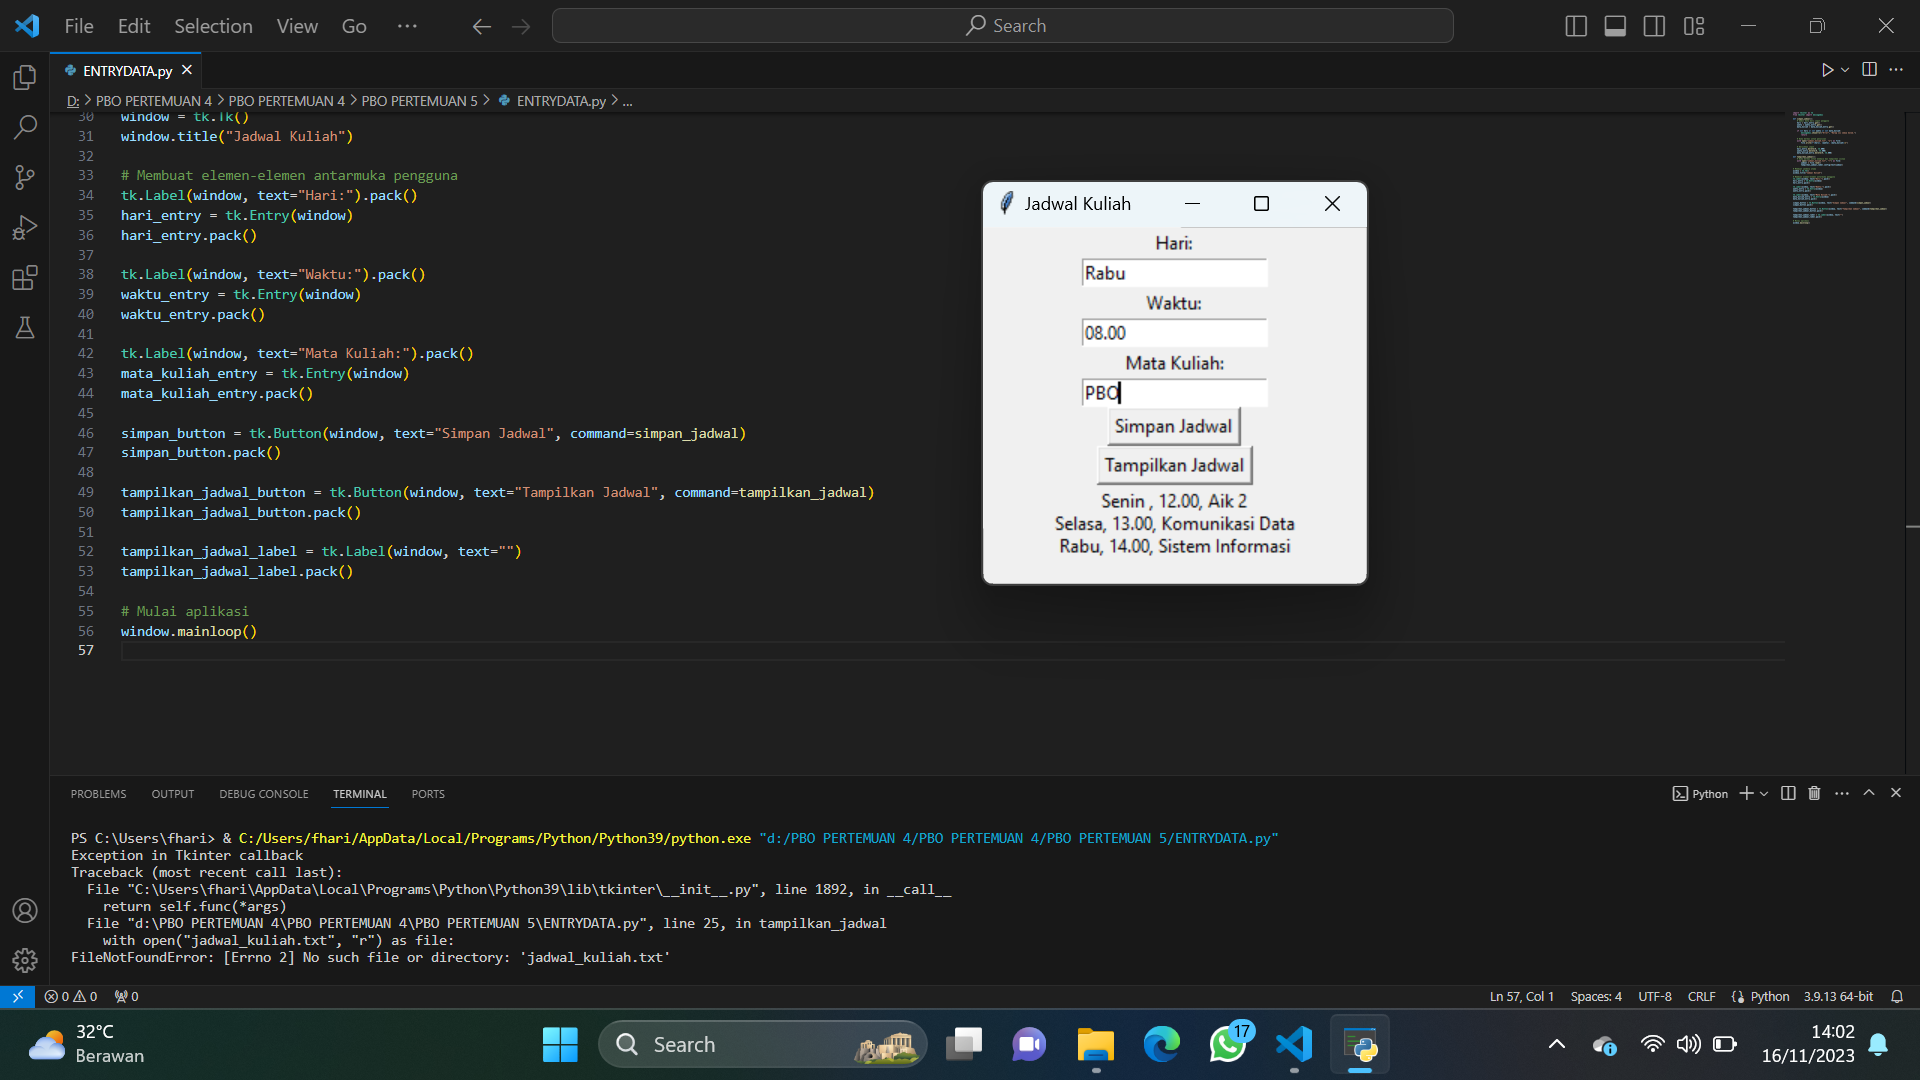 File Edit Selection View Go ... Search
ENTRYDATA.py
D: > PBO PERTEMUAN 4 > PBO PERTEMUAN 4 > PBO PERTEMUAN 5 > ENTRYDATA.py > ...
30 window = tk.Tk()
31 window.title("Jadwal Kuliah")
32
33 # Membuat elemen-elemen antarmuka pengguna
34 tk.Label(window, text="Hari:").pack()
35 hari_entry = tk.Entry(window)
36 hari_entry.pack()
37
38 tk.Label(window, text="Waktu:").pack()
39 waktu_entry = tk.Entry(window)
40 waktu_entry.pack()
41
42 tk.Label(window, text="Mata Kuliah:").pack()
43 mata_kuliah_entry = tk.Entry(window)
44 mata_kuliah_entry.pack()
45
46 simpan_button = tk.Button(window, text="Simpan Jadwal", command=simpan_jadwal)
47 simpan_button.pack()
48
49 tampilkan_jadwal_button = tk.Button(window, text="Tampilkan Jadwal", command=tampilkan_jadwal)
50 tampilkan_jadwal_button.pack()
51
52 tampilkan_jadwal_label = tk.Label(window, text="")
53 tampilkan_jadwal_label.pack()
54
55 # Mulai aplikasi
56 window.mainloop()
57
Jadwal Kuliah
Hari:
Rabu
Waktu:
08.00
Mata Kuliah:
PBO
Simpan Jadwal
Tampilkan Jadwal
Senin , 12.00, Aik 2
Selasa, 13.00, Komunikasi Data
Rabu, 14.00, Sistem Informasi
PROBLEMS OUTPUT DEBUG CONSOLE TERMINAL PORTS Python
PS C:\Users\fhari> & C:/Users/fhari/AppData/Local/Programs/Python/Python39/python.exe "d:/PBO PERTEMUAN 4/PBO PERTEMUAN 4/PBO PERTEMUAN 5/ENTRYDATA.py"
Exception in Tkinter callback
Traceback (most recent call last):
  File "C:\Users\fhari\AppData\Local\Programs\Python\Python39\lib\tkinter\__init__.py", line 1892, in __call__
    return self.func(*args)
  File "d:\PBO PERTEMUAN 4\PBO PERTEMUAN 4\PBO PERTEMUAN 5\ENTRYDATA.py", line 25, in tampilkan_jadwal
    with open("jadwal_kuliah.txt", "r") as file:
FileNotFoundError: [Errno 2] No such file or directory: 'jadwal_kuliah.txt'
0 0 0 Ln 57, Col 1 Spaces: 4 UTF-8 CRLF Python 3.9.13 64-bit
32°C
Berawan
Search
17
14:02
16/11/2023